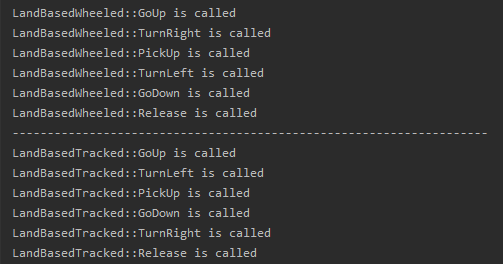 LandBasedWheeled::GoUp is called
LandBasedWheeled::TurnRight is called
LandBasedWheeled::PickUp is called
LandBasedWheeled::TurnLeft is called
LandBasedWheeled::GoDown is called
LandBasedWheeled::Release is called
--------------------------------------------------------------------
LandBasedTracked::GoUp is called
LandBasedTracked::TurnLeft is called
LandBasedTracked::PickUp is called
LandBasedTracked::GoDown is called
LandBasedTracked::TurnRight is called
LandBasedTracked::Release is called